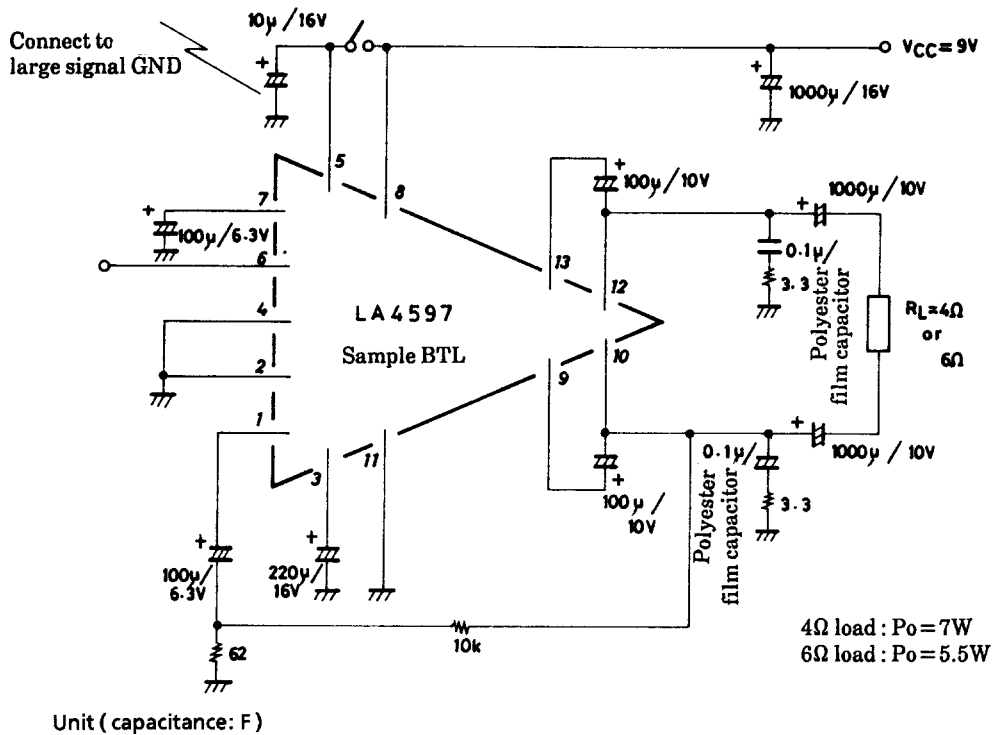 10µ/16V
Connect to
large signal GND
+
VCC=9V
+
1000µ/16V
5
8
+
100µ/10V
1000µ/10V
+
7
+
100µ/6.3V
6
13
12
0.1µ/
3.3
Polyester
film capacitor
RL=4Ω
or
6Ω
4
LA4597
Sample BTL
2
10
9
1
3
11
+
100µ/
10V
0.1µ/
Polyester
film capacitor
3.3
+
1000µ/10V
+
100µ/
6.3V
+
220µ/
16V
10k
62
4Ω load : Po=7W
6Ω load : Po=5.5W
Unit (capacitance: F)